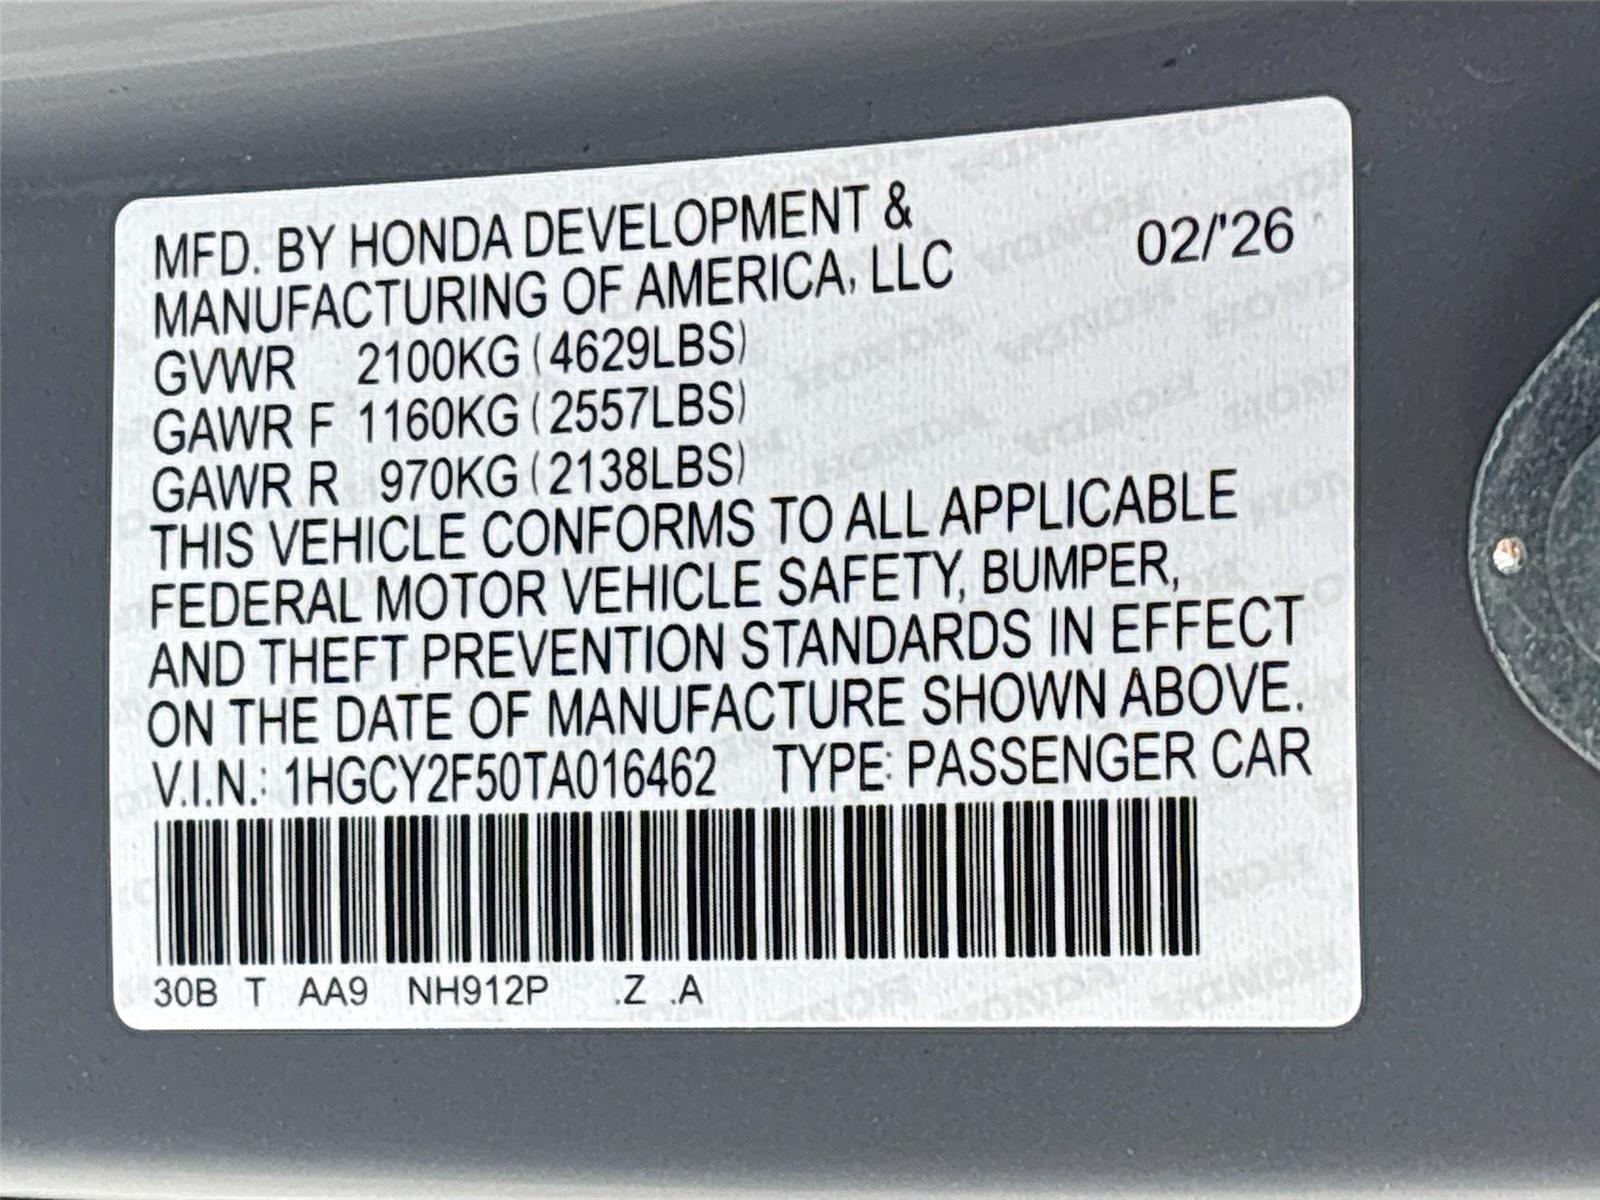 MFD. BY HONDA DEVELOPMENT &
MANUFACTURING OF AMERICA, LLC 02/'26
GVWR 2100KG (4629LBS)
GAWR F 1160KG (2557LBS)
GAWR R 970KG (2138LBS)
THIS VEHICLE CONFORMS TO ALL APPLICABLE
FEDERAL MOTOR VEHICLE SAFETY, BUMPER,
AND THEFT PREVENTION STANDARDS IN EFFECT
ON THE DATE OF MANUFACTURE SHOWN ABOVE.
V.I.N.: 1HGCY2F50TA016462 TYPE: PASSENGER CAR
30B T AA9 NH912P .Z .A